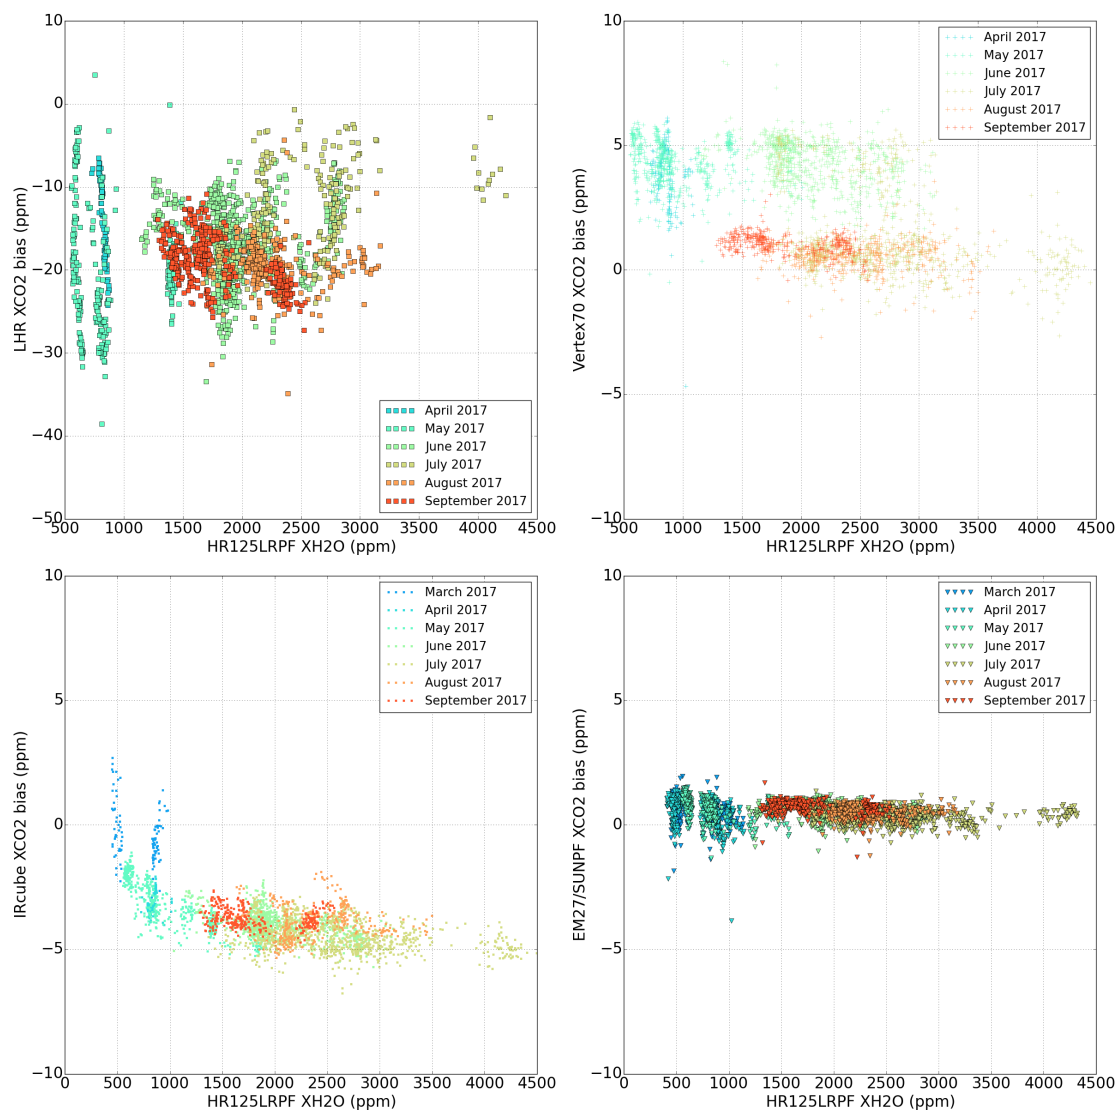 10
0
−10
−20
−30
−40
−50
LHR XCO2 bias (ppm)
April 2017
May 2017
June 2017
July 2017
August 2017
September 2017
500 1000 1500 2000 2500 3000 3500 4000 4500
HR125LRPF XH2O (ppm)
10
5
0
−5
−10
Vertex70 XCO2 bias (ppm)
April 2017
May 2017
June 2017
July 2017
August 2017
September 2017
500 1000 1500 2000 2500 3000 3500 4000 4500
HR125LRPF XH2O (ppm)
10
5
0
−5
−10
IRcube XCO2 bias (ppm)
March 2017
April 2017
May 2017
June 2017
July 2017
August 2017
September 2017
0 500 1000 1500 2000 2500 3000 3500 4000 4500
HR125LRPF XH2O (ppm)
10
5
0
−5
−10
EM27/SUNPF XCO2 bias (ppm)
March 2017
April 2017
May 2017
June 2017
July 2017
August 2017
September 2017
0 500 1000 1500 2000 2500 3000 3500 4000 4500
HR125LRPF XH2O (ppm)